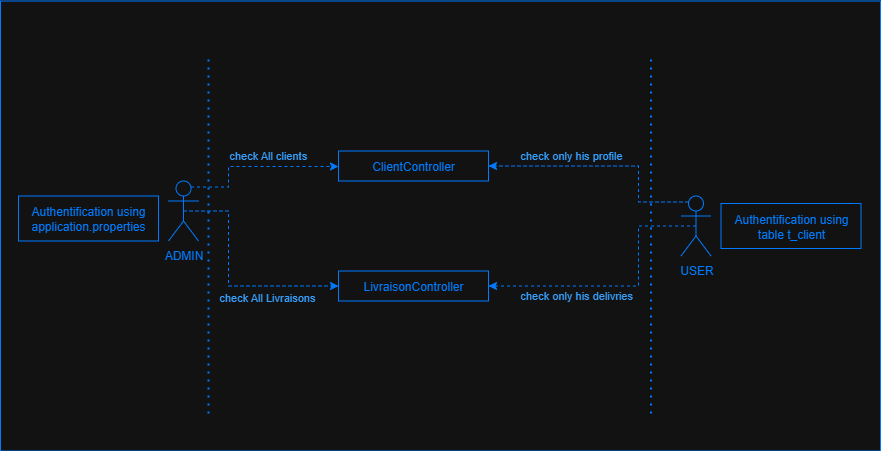 check All clients
ClientController
check only his profile
Authentification using
application.properties
ADMIN
Authentification using
table t_client
USER
check All Livraisons
LivraisonController
check only his delivries